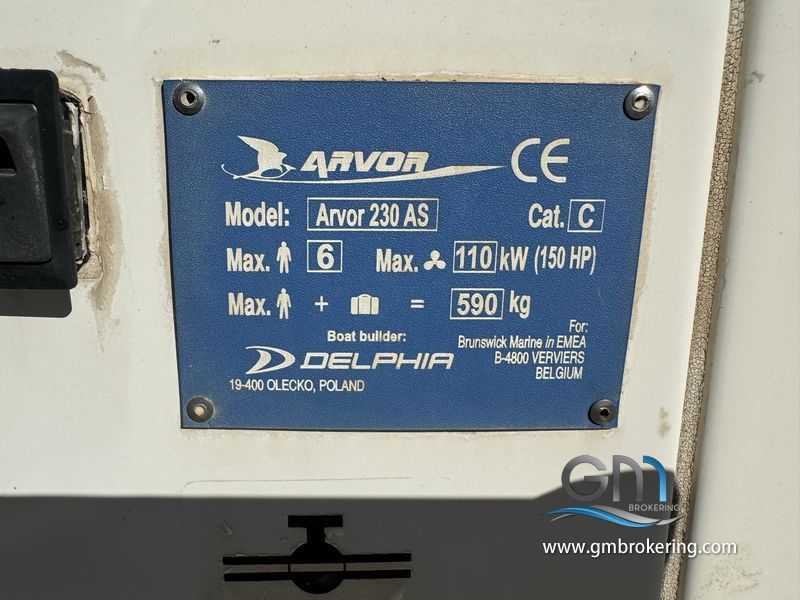 ARVOR CE
Model: Arvor 230 AS Cat. C
Max. 6 Max. 110 kW (150 HP)
Max. + = 590 kg
Boat builder:
DELPHIA
19-400 OLECKO, POLAND
For:
Brunswick Marine in EMEA
B-4800 VERVIERS
BELGIUM
GM
BROKERING
www.gmbrokering.com